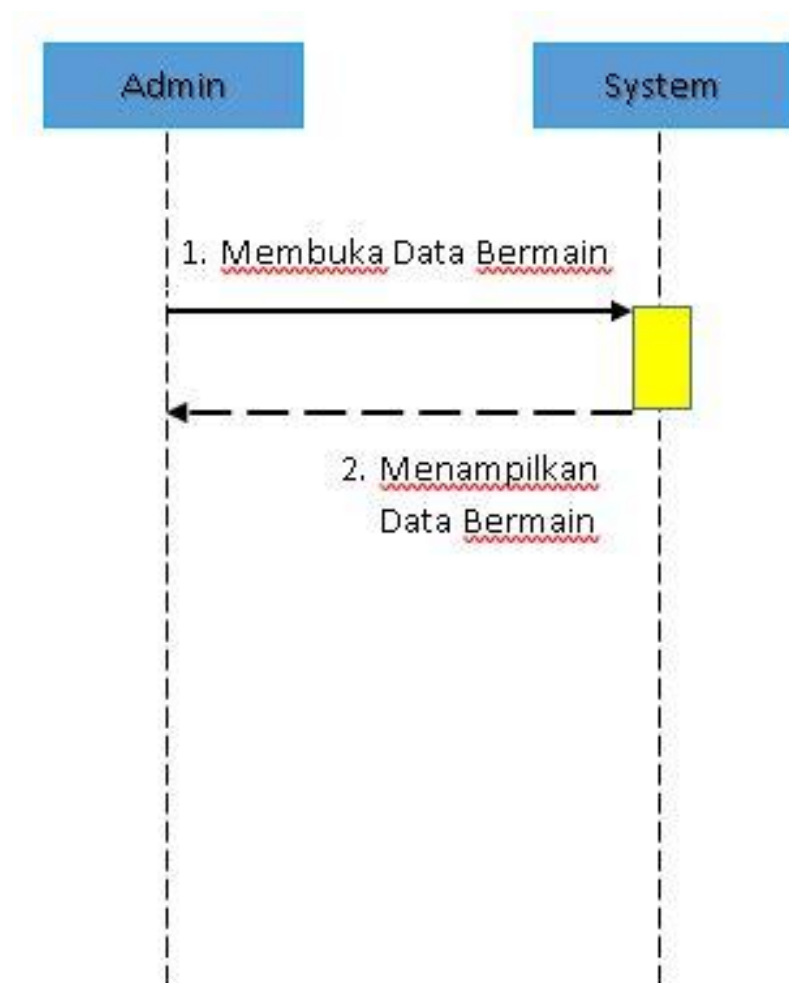 Admin
System
1. Membuka Data Bermain
2. Menampilkan
Data Bermain